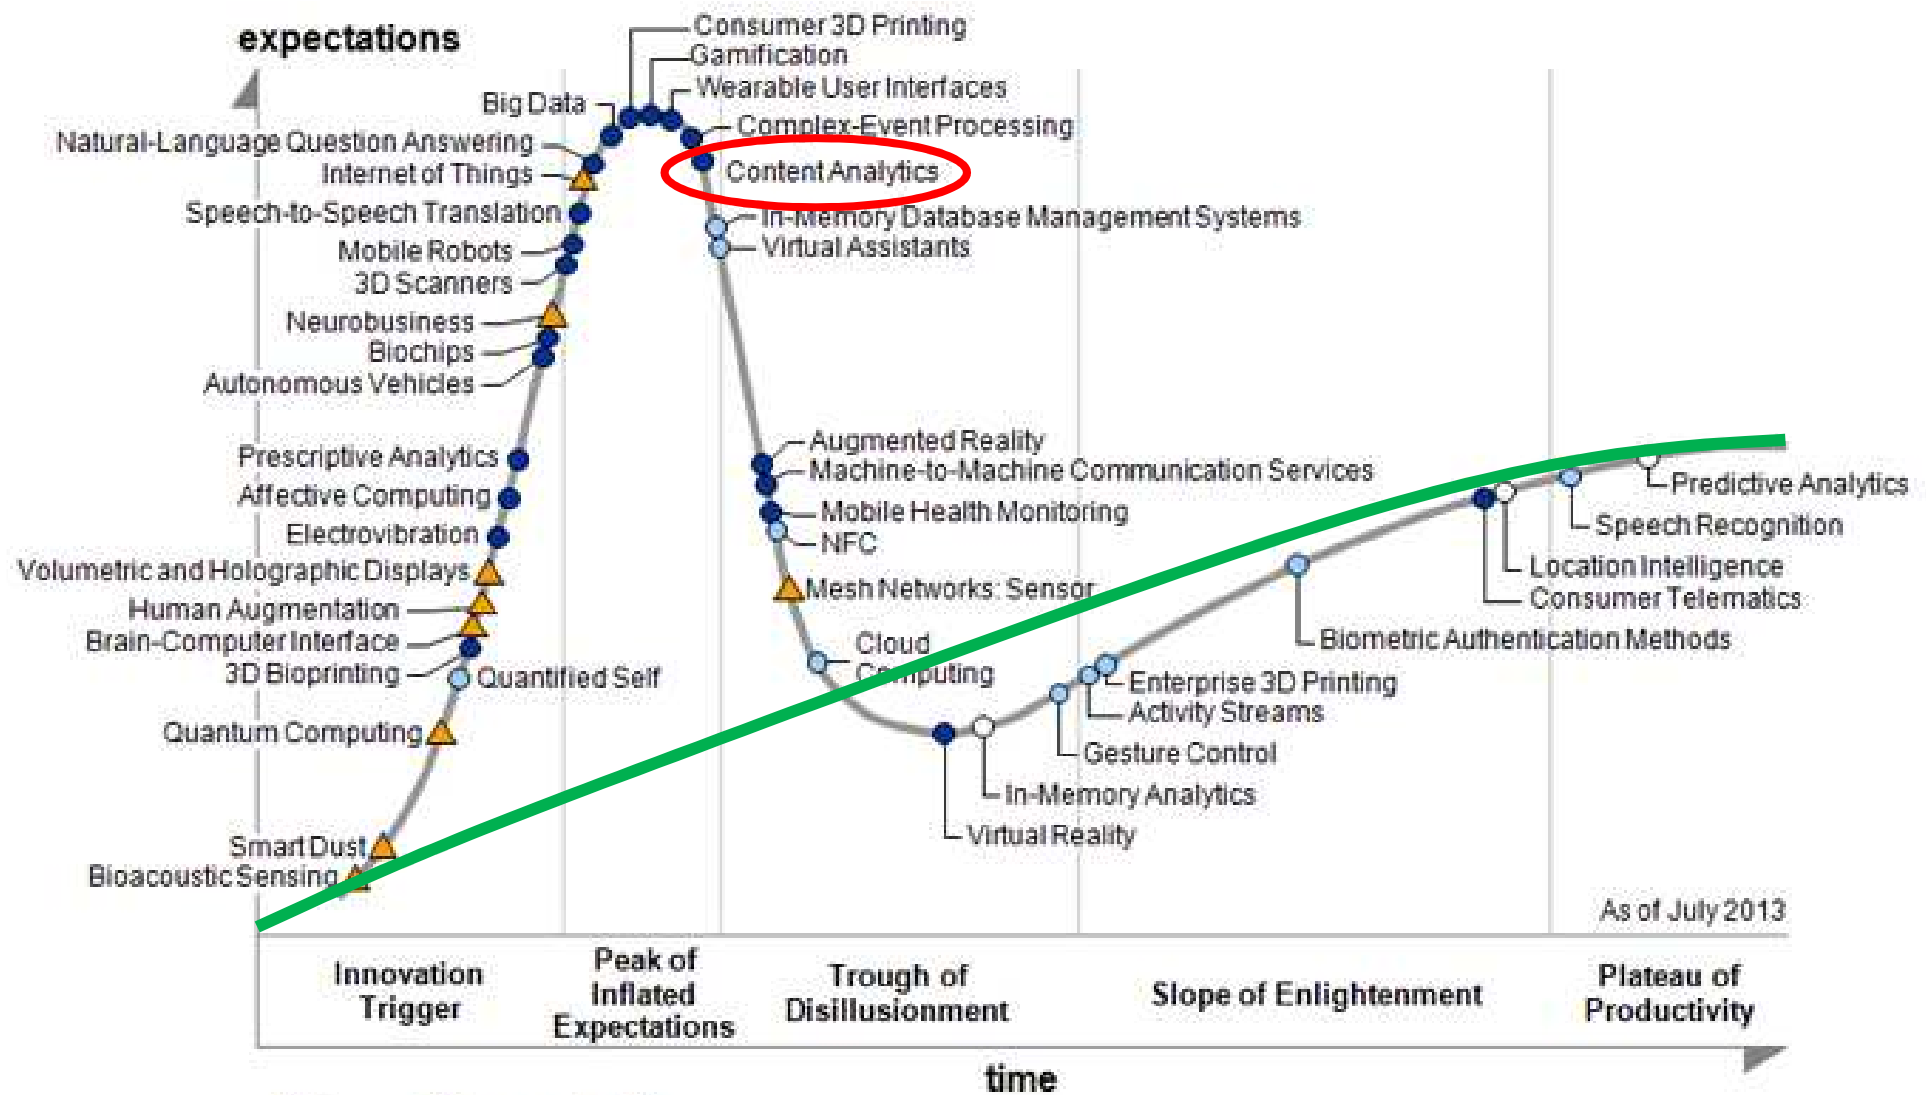 expectations
Consumer 3D Printing
Gamification
Wearable User Interfaces
Big Data
Complex-Event Processing
Natural-Language Question Answering
Content Analytics
Internet of Things
Speech-to-Speech Translation
In-Memory Database Management Systems
Mobile Robots
Virtual Assistants
3D Scanners
Neurobusiness
Biochips
Autonomous Vehicles
Augmented Reality
Prescriptive Analytics
Machine-to-Machine Communication Services
Predictive Analytics
Affective Computing
Mobile Health Monitoring
Speech Recognition
Electrovibration
NFC
Volumetric and Holographic Displays
Location Intelligence
Mesh Networks: Sensor
Consumer Telematics
Human Augmentation
Brain-Computer Interface
Biometric Authentication Methods
Cloud
Computing
3D Bioprinting
Quantified Self
Enterprise 3D Printing
Activity Streams
Quantum Computing
Gesture Control
In-Memory Analytics
Virtual Reality
Smart Dust
Bioacoustic Sensing
As of July 2013
Innovation
Trigger
Peak of
Inflated
Expectations
Trough of
Disillusionment
Slope of Enlightenment
Plateau of
Productivity
time